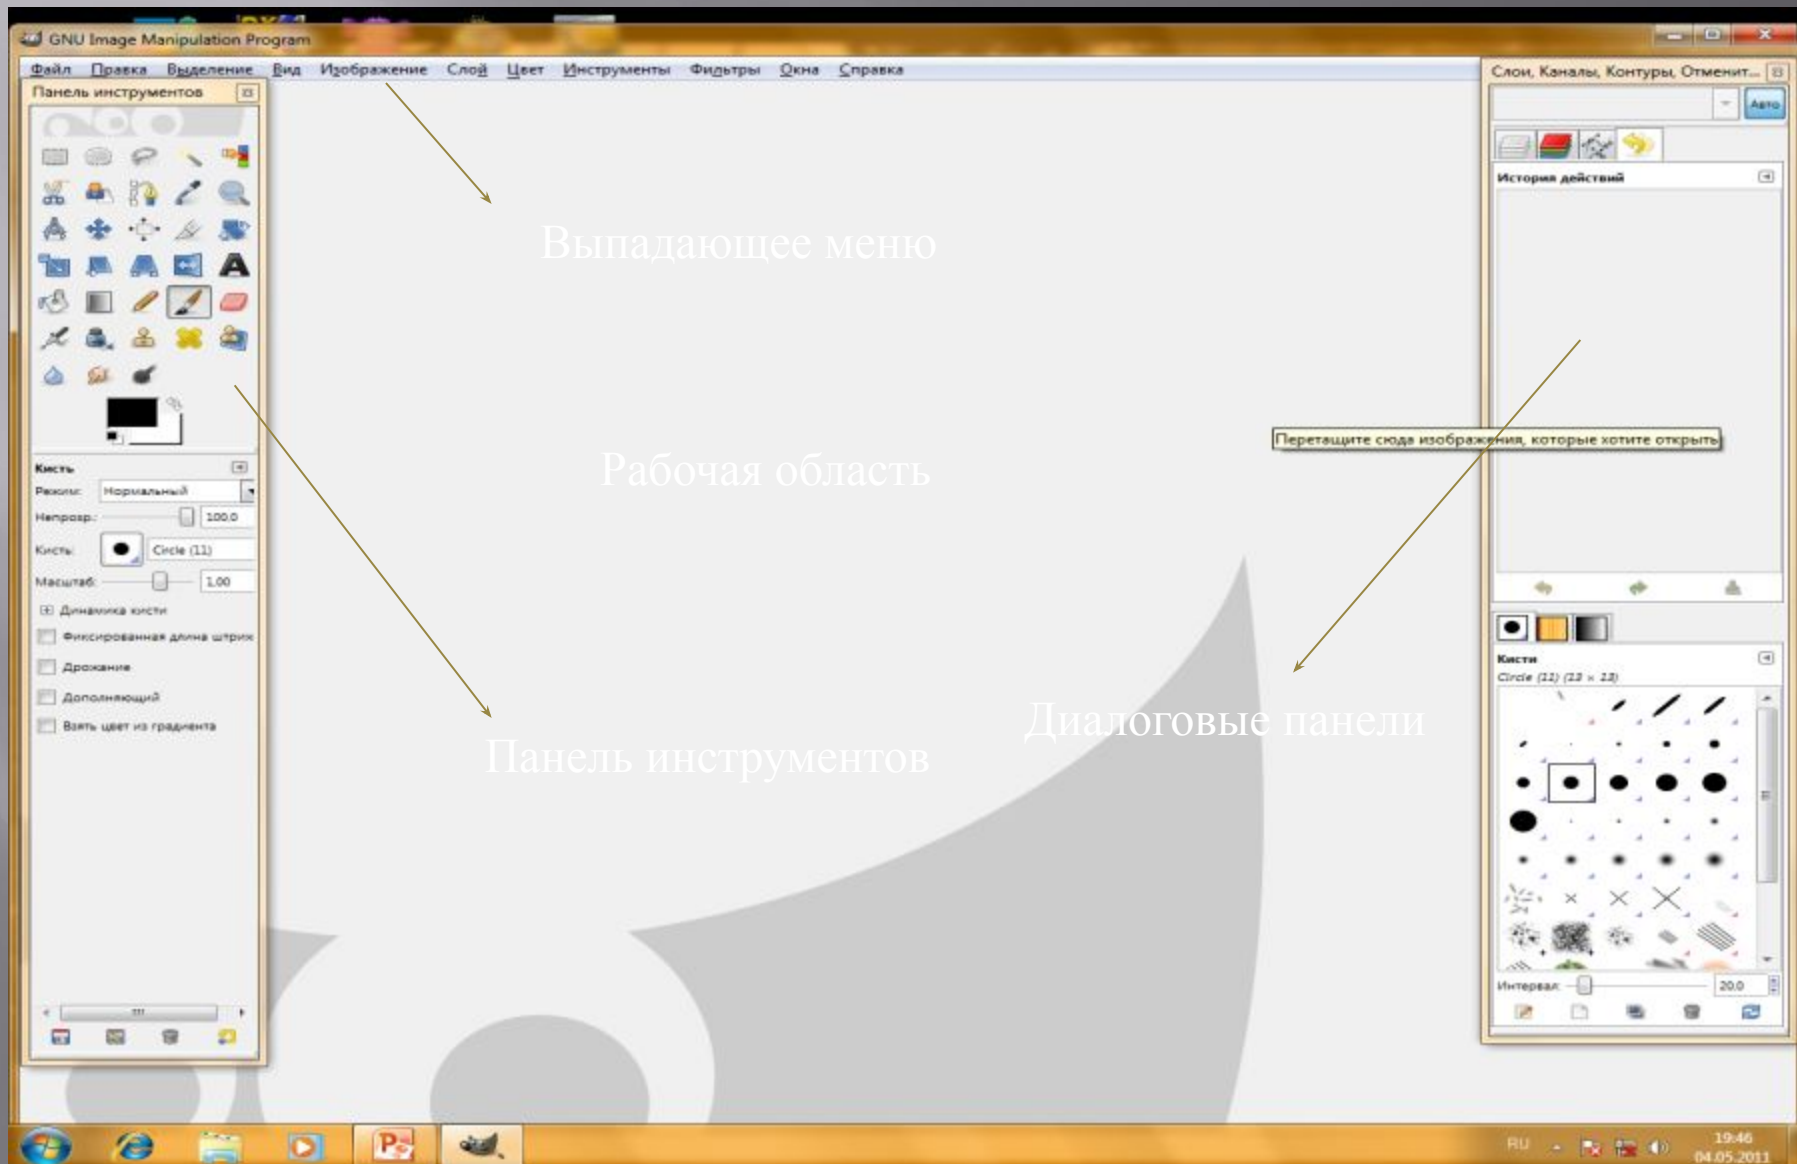 GNU Image Manipulation Program
Файл Правка Выделение Вид Изображение Слой Цвет Инструменты Фильтры Окна Справка
Панель инструментов
Слои, Каналы, Контуры, Отменит...
Авто
История действий
Выпадающее меню
Перетащите сюда изображения, которые хотите открыть
Рабочая область
Кисть
Режим: Нормальный
Непрозр.: 100,0
Кисть: Circle (11)
Масштаб: 1,00
Динамика кисти
Фиксированная длина штрих
Дрожание
Дополняющий
Взять цвет из градиента
Кисти
Circle (11) (13 × 13)
Диалоговые панели
Панель инструментов
Интервал: 20,0
RU
19:46
04.05.2011